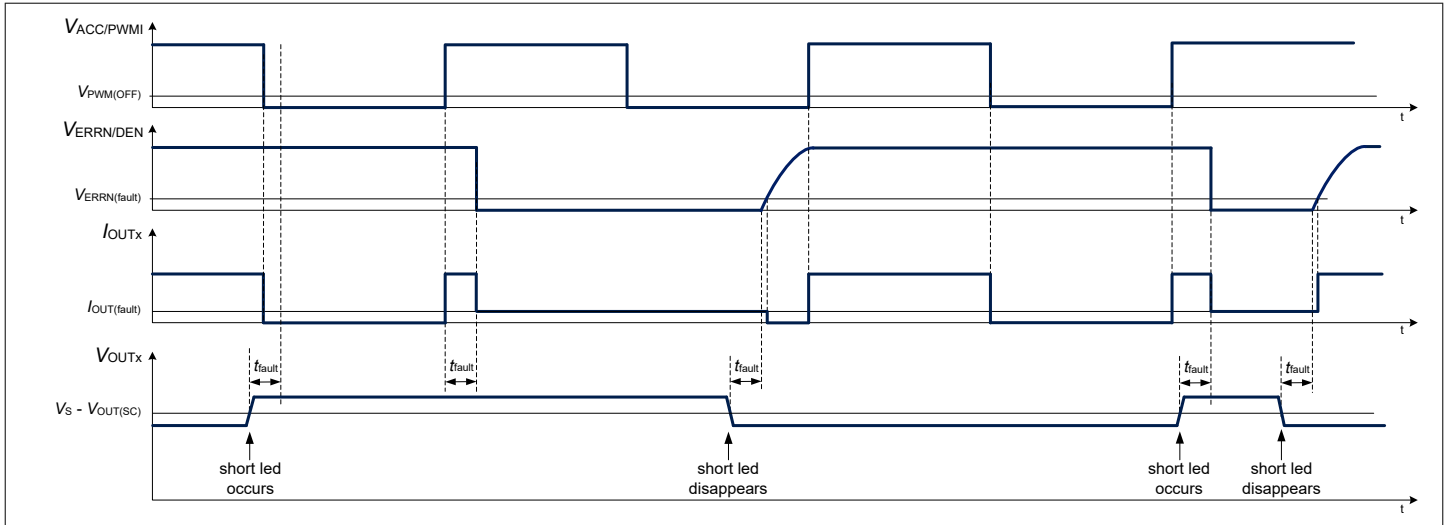 VACC/PWMI
VPWM(OFF)
t
VERRN/DEN
VERRN(fault)
t
IOUTx
IOUT(fault)
t
VOUTx
tfault
tfault
tfault
tfault
tfault
VS - VOUT(SC)
short led
occurs
short led
disappears
short led
occurs
short led
disappears
t